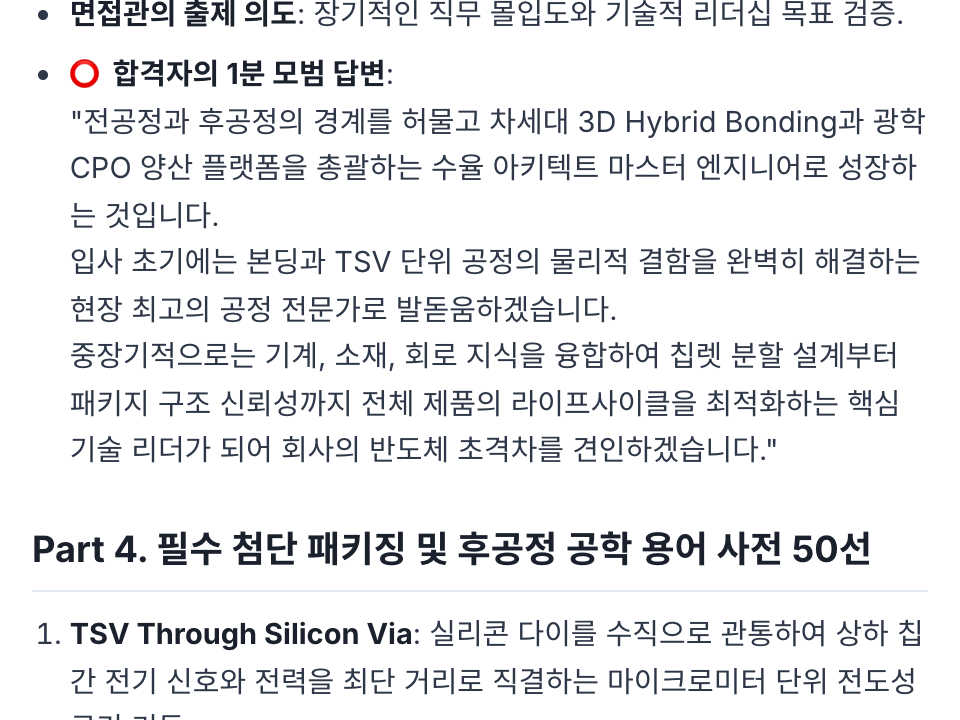 면접관의 출제 의도: 장기적인 직무 몰입도와 기술적 리더십 목표 검증.
합격자의 1분 모범 답변:
"전공정과 후공정의 경계를 허물고 차세대 3D Hybrid Bonding과 광학
CPO 양산 플랫폼을 총괄하는 수율 아키텍트 마스터 엔지니어로 성장하
는 것입니다.
입사 초기에는 본딩과 TSV 단위 공정의 물리적 결함을 완벽히 해결하는
현장 최고의 공정 전문가로 발돋움하겠습니다.
중장기적으로는 기계, 소재, 회로 지식을 융합하여 칩렛 분할 설계부터
패키지 구조 신뢰성까지 전체 제품의 라이프사이클을 최적화하는 핵심
기술 리더가 되어 회사의 반도체 초격차를 견인하겠습니다."
Part 4. 필수 첨단 패키징 및 후공정 공학 용어 사전 50선
1. TSV Through Silicon Via: 실리콘 다이를 수직으로 관통하여 상하 칩
간 전기 신호와 전력을 최단 거리로 직결하는 마이크로미터 단위 전도성